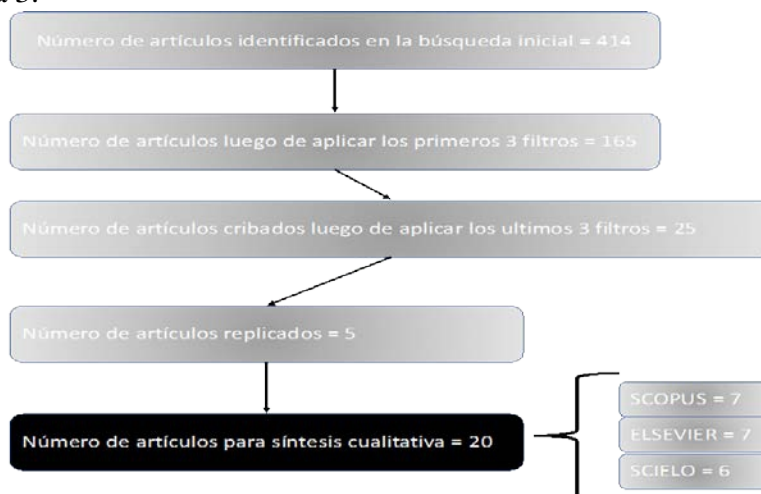 Número de artículos identificados en la búsqueda inicial = 414
Número de artículos luego de aplicar los primeros 3 filtros = 165
Número de artículos cribados luego de aplicar los ultimos 3 filtros = 25
Número de artículos replicados = 5
Número de artículos para síntesis cualitativa = 20
SCOPUS = 7
ELSEVIER = 7
SCIELO = 6